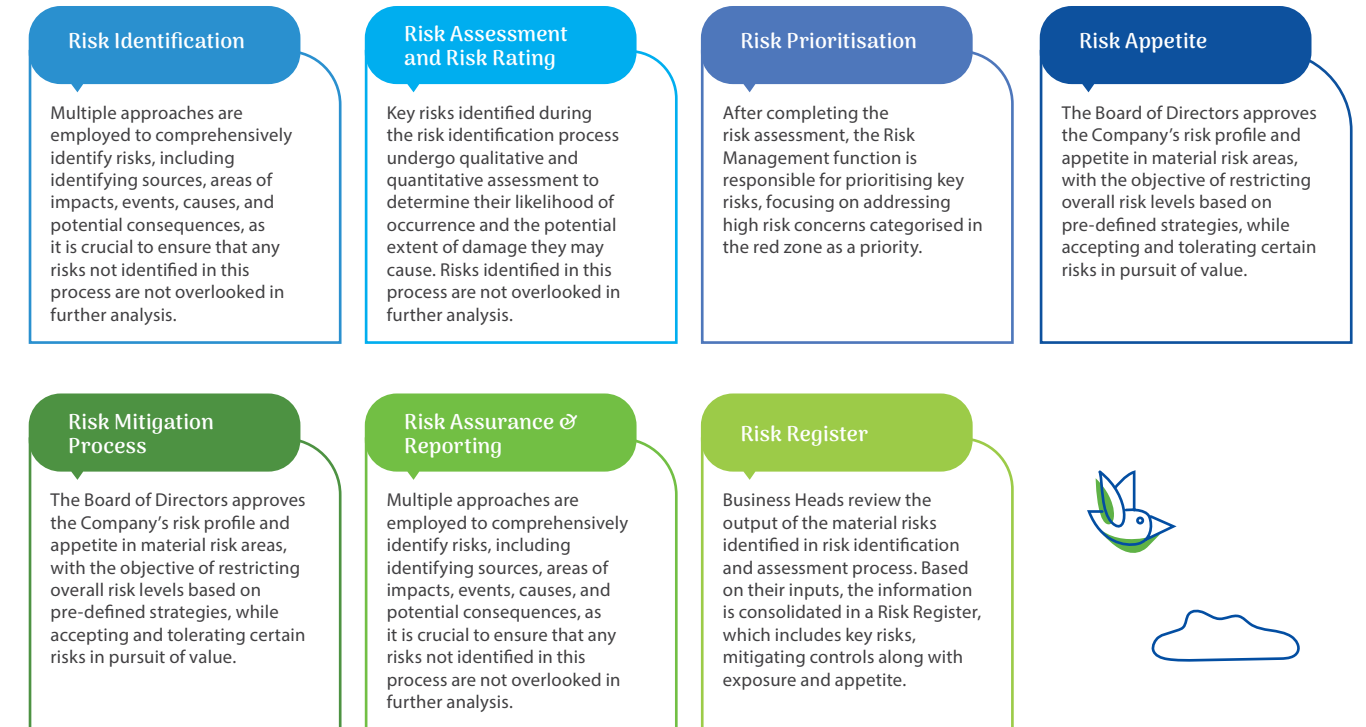 Risk Identification
Multiple approaches are
employed to comprehensively
identify risks, including
identifying sources, areas of
impacts, events, causes, and
potential consequences, as
it is crucial to ensure that any
risks not identified in this
process are not overlooked in
further analysis.
Risk Assessment
and Risk Rating
Key risks identified during
the risk identification process
undergo qualitative and
quantitative assessment to
determine their likelihood of
occurrence and the potential
extent of damage they may
cause. Risks identified in this
process are not overlooked in
further analysis.
Risk Prioritisation
After completing the
risk assessment, the Risk
Management function is
responsible for prioritising key
risks, focusing on addressing
high risk concerns categorised in
the red zone as a priority.
Risk Appetite
The Board of Directors approves
the Company’s risk profile and
appetite in material risk areas,
with the objective of restricting
overall risk levels based on
pre-defined strategies, while
accepting and tolerating certain
risks in pursuit of value.
Risk Mitigation
Process
The Board of Directors approves
the Company’s risk profile and
appetite in material risk areas,
with the objective of restricting
overall risk levels based on
pre-defined strategies, while
accepting and tolerating certain
risks in pursuit of value.
Risk Assurance &
Reporting
Multiple approaches are
employed to comprehensively
identify risks, including
identifying sources, areas of
impacts, events, causes, and
potential consequences, as
it is crucial to ensure that any
risks not identified in this
process are not overlooked in
further analysis.
Risk Register
Business Heads review the
output of the material risks
identified in risk identification
and assessment process. Based
on their inputs, the information
is consolidated in a Risk Register,
which includes key risks,
mitigating controls along with
exposure and appetite.